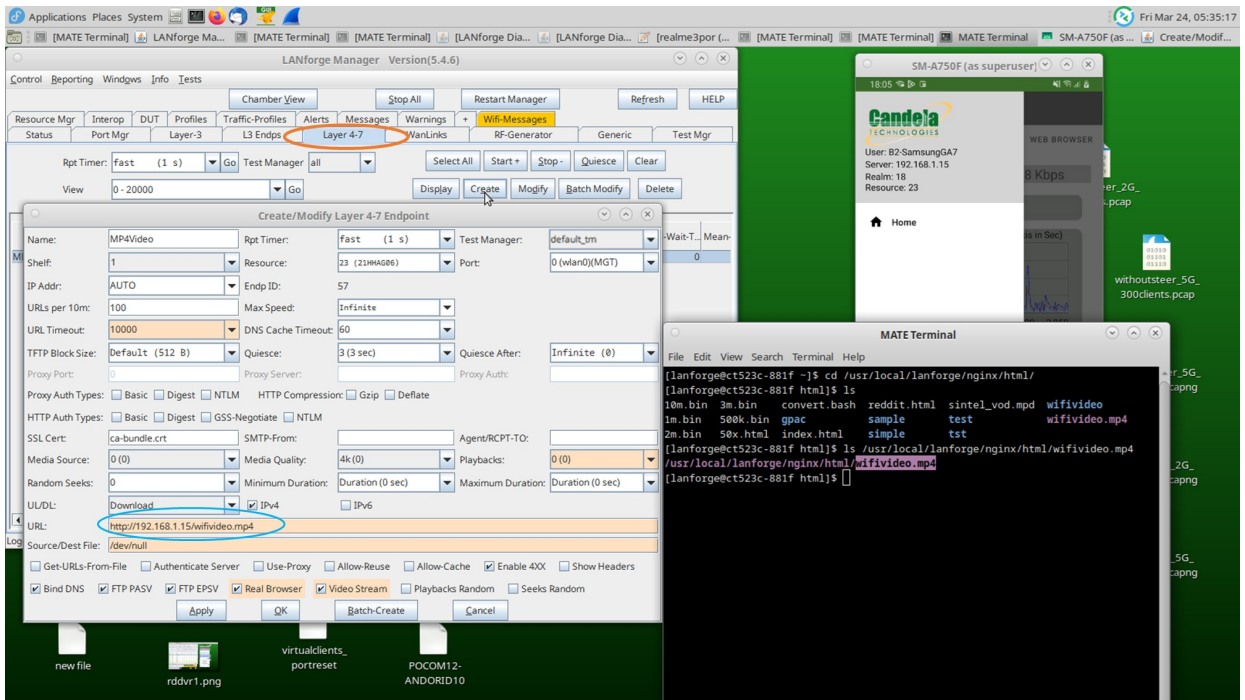 Applications Places System
Fri Mar 24, 05:35:17
[MATE Terminal] LANforge Ma... [MATE Terminal] [MATE Terminal] [LANforge Dia... [LANforge Dia... [realme3por (... [MATE Terminal] [MATE Terminal] MATE Terminal SM-A750F (as ... Create/Modif...
LANforge Manager Version(5.4.6)
Control Reporting Windows Info Tests
Chamber View Stop All Restart Manager Refresh HELP
Resource Mgr Interop DUT Profiles Traffic-Profiles Alerts Messages Warnings + Wifi-Messages
Status Port Mgr Layer-3 L3 Endps Layer 4-7 WanLinks RF-Generator Generic Test Mgr
Rpt Timer: fast (1 s) Go Test Manager all Select All Start + Stop - Quiesce Clear
View 0 - 20000 Go Display Create Modify Batch Modify Delete
-Wait-T... Mean-
0
Create/Modify Layer 4-7 Endpoint
Name: MP4Video Rpt Timer: fast (1 s) Test Manager: default_tm
Shelf: 1 Resource: 23 (21HHAG06) Port: 0 (wlan0)(MGT)
IP Addr: AUTO Endp ID: 57
URLs per 10m: 100 Max Speed: Infinite
URL Timeout: 10000 DNS Cache Timeout: 60
TFTP Block Size: Default (512 B) Quiesce: 3 (3 sec) Quiesce After: Infinite (0)
Proxy Port: 0 Proxy Server: Proxy Auth:
Proxy Auth Types: Basic Digest NTLM HTTP Compression: Gzip Deflate
HTTP Auth Types: Basic Digest GSS-Negotiate NTLM
SSL Cert: ca-bundle.crt SMTP-From: Agent/RCPT-TO:
Media Source: 0 (0) Media Quality: 4k (0) Playbacks: 0 (0)
Random Seeks: 0 Minimum Duration: Duration (0 sec) Maximum Duration: Duration (0 sec)
UL/DL: Download IPv4 IPv6
URL: http://192.168.1.15/wifivideo.mp4
Source/Dest File: /dev/null
Get-URLs-From-File Authenticate Server Use-Proxy Allow-Reuse Allow-Cache Enable 4XX Show Headers
Bind DNS FTP PASV FTP EPSV Real Browser Video Stream Playbacks Random Seeks Random
Apply OK Batch-Create Cancel
SM-A750F (as superuser)
18:05
Candela
TECHNOLOGIES
User: B2-SamsungGA7
Server: 192.168.1.15
Realm: 18
Resource: 23
WEB BROWSER
8 Kbps
Home
is in Sec)
MATE Terminal
File Edit View Search Terminal Help
[lanforge@ct523c-881f ~]$ cd /usr/local/lanforge/nginx/html/
[lanforge@ct523c-881f html]$ ls
10m.bin 3m.bin convert.bash reddit.html sintel_vod.mpd wifivideo
1m.bin 500k.bin gpac sample test wifivideo.mp4
2m.bin 50x.html index.html simple tst
[lanforge@ct523c-881f html]$ ls /usr/local/lanforge/nginx/html/wifivideo.mp4
/usr/local/lanforge/nginx/html/wifivideo.mp4
[lanforge@ct523c-881f html]$
eer_2G_
s.pcap
withoutsteer_5G_
300clients.pcap
er_5G_
capng
_2G_
capng
_5G_
capng
new file
rddvr1.png
virtualclients_
portreset
POCOM12-
ANDORID10